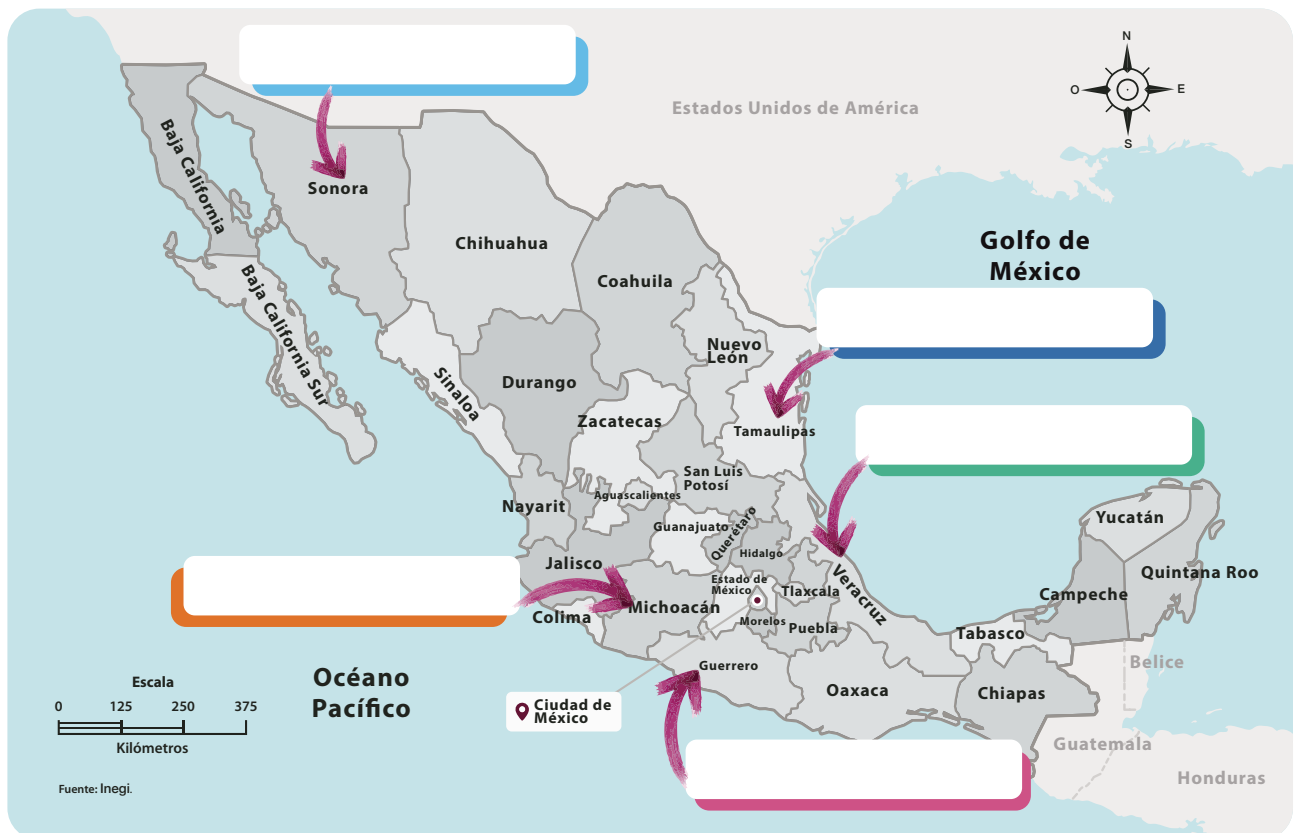 N
O
E
S
Estados Unidos de América
Baja California
Sonora
Chihuahua
Golfo de
México
Coahuila
Baja California Sur
Nuevo
León
Sinaloa
Durango
Zacatecas
Tamaulipas
San Luis
Potosí
Aguascalientes
Nayarit
Guanajuato
Querétaro
Hidalgo
Yucatán
Jalisco
Quintana Roo
Estado de
México
Tlaxcala
Veracruz
Campeche
Michoacán
Colima
Morelos
Puebla
Tabasco
Belice
Guerrero
Oaxaca
Chiapas
Océano
Pacífico
Ciudad de
México
Escala
0 125 250 375
Kilómetros
Guatemala
Honduras
Fuente: Inegi.